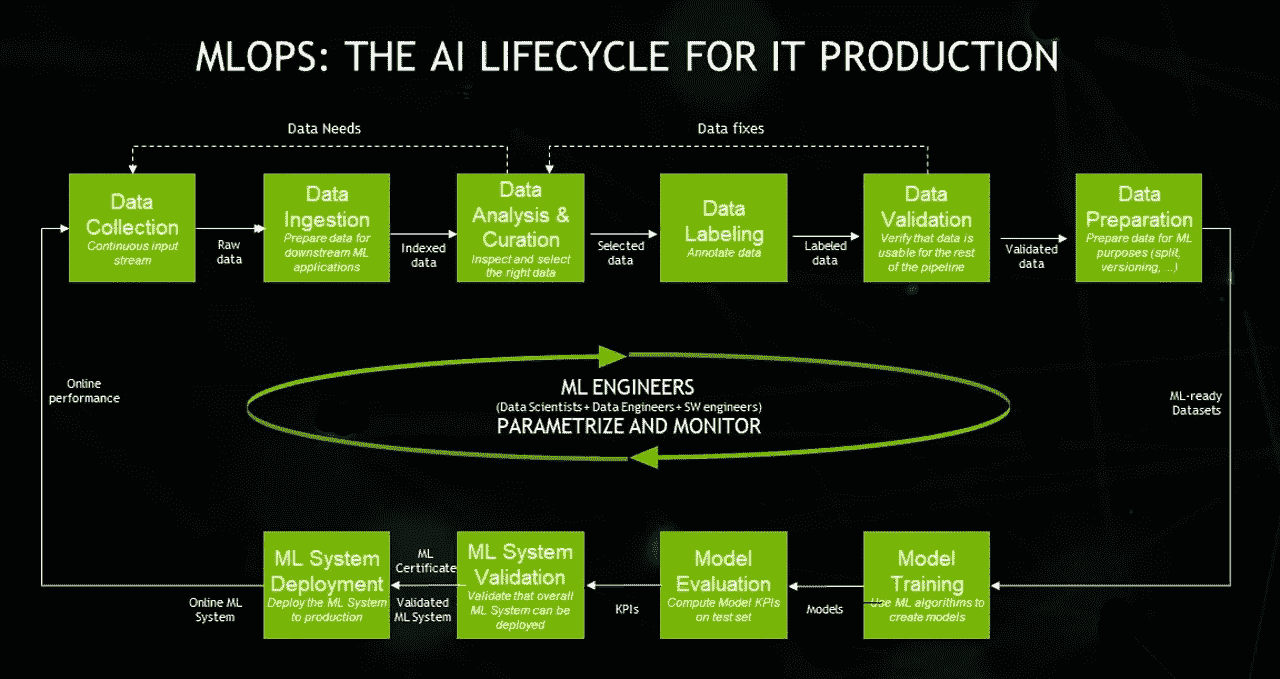 MLOPS: THE AI LIFECYCLE FOR IT PRODUCTION
Data Needs
Data fixes
Data
Collection
Continuous input
stream
Raw
data
Data
Ingestion
Prepare data for
downstream ML
applications
Indexed
data
Data
Analysis &
Curation
Inspect and select
the right data
Selected
data
Data
Labeling
Annotate data
Labeled
data
Data
Validation
Verify that data is
usable for the rest
of the pipeline
Validated
data
Data
Preparation
Prepare data for ML
purposes (split,
versioning, ...)
Online
performance
ML ENGINEERS
(Data Scientists + Data Engineers + SW engineers)
PARAMETRIZE AND MONITOR
ML-ready
Datasets
Online ML
System
ML System
Deployment
Deploy the ML System
to production
ML
Certificate
Validated
ML System
ML System
Validation
Validate that overall
ML System can be
deployed
KPIs
Model
Evaluation
Compute Model KPIs
on test set
Models
Model
Training
Use ML algorithms to
create models